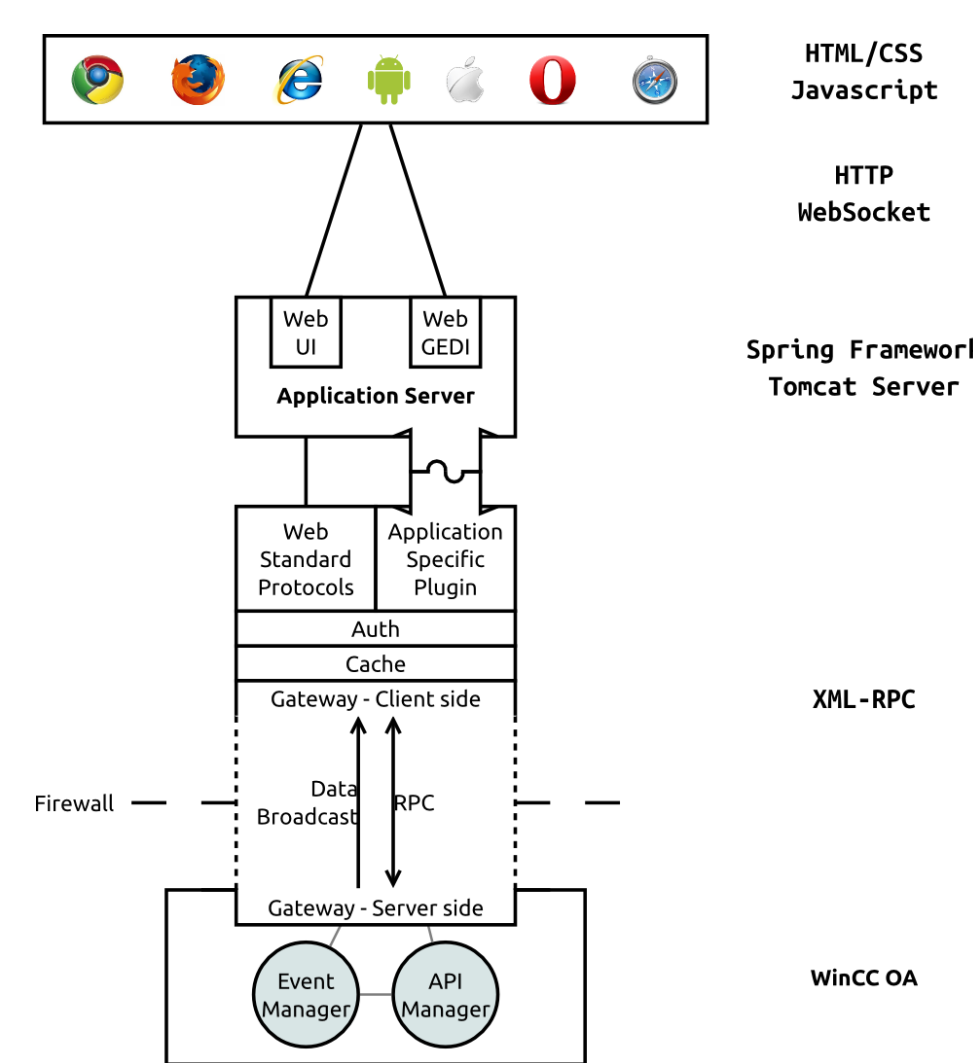 HTML/CSS
Javascript
HTTP
WebSocket
Web
UI
Web
GEDI
Application Server
Spring Framework
Tomcat Server
Web
Standard
Protocols
Application
Specific
Plugin
Auth
Cache
Gateway - Client side
XML-RPC
Firewall
Data
Broadcast
RPC
Gateway - Server side
Event
Manager
API
Manager
WinCC OA